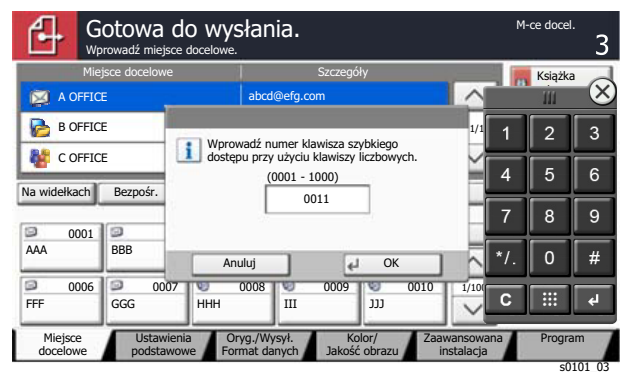 Gotowa do wysłania.
Wprowadź miejsce docelowe.
M-ce docel.
3
Miejsce docelowe
Szczegóły
Książka
A OFFICE
abcd@efg.com
B OFFICE
C OFFICE
1/1
Wprowadź numer klawisza szybkiego
dostępu przy użyciu klawiszy liczbowych.
(0001 - 1000)
0011
Anuluj
OK
Na widełkach
Bezpośr.
0001
AAA
BBB
0006
FFF
0007
GGG
0008
HHH
0009
III
0010
JJJ
1/100
1 2 3
4 5 6
7 8 9
*/. 0 #
C
Miejsce
docelowe
Ustawienia
podstawowe
Oryg./Wysył.
Format danych
Kolor/
Jakość obrazu
Zaawansowana
instalacja
Program
s0101_03